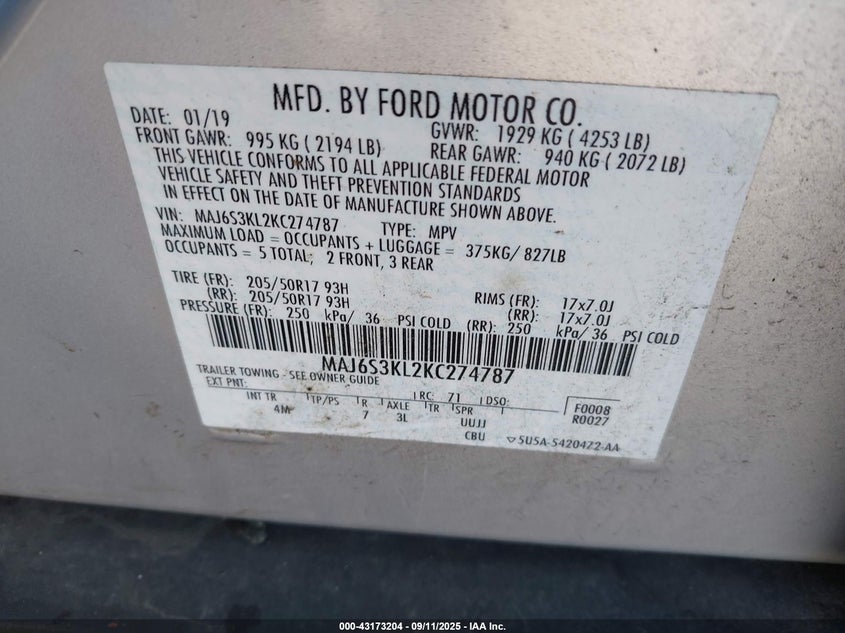 MFD. BY FORD MOTOR CO.
DATE: 01/19 GVWR: 1929 KG ( 4253 LB)
FRONT GAWR: 995 KG ( 2194 LB) REAR GAWR: 940 KG ( 2072 LB)
THIS VEHICLE CONFORMS TO ALL APPLICABLE FEDERAL MOTOR
VEHICLE SAFETY AND THEFT PREVENTION STANDARDS
IN EFFECT ON THE DATE OF MANUFACTURE SHOWN ABOVE.
VIN: MAJ6S3KL2KC274787 TYPE: MPV
MAXIMUM LOAD = OCCUPANTS + LUGGAGE = 375KG/ 827LB
OCCUPANTS = 5 TOTAL; 2 FRONT, 3 REAR
TIRE (FR): 205/50R17 93H RIMS (FR): 17x7.0J
(RR): 205/50R17 93H (RR): 17x7.0J
PRESSURE (FR): 250 kPa/ 36 PSI COLD (RR): 250 kPa/ 36 PSI COLD
MAJ6S3KL2KC274787
TRAILER TOWING - SEE OWNER GUIDE
EXT PNT: RC: 71 DSO: F0008
INT TR TP/PS R AXLE TR SPR R0027
4M 7 3L UUJJ
CBU 5U5A-5420472-AA
000-43173204 - 09/11/2025 - IAA Inc.